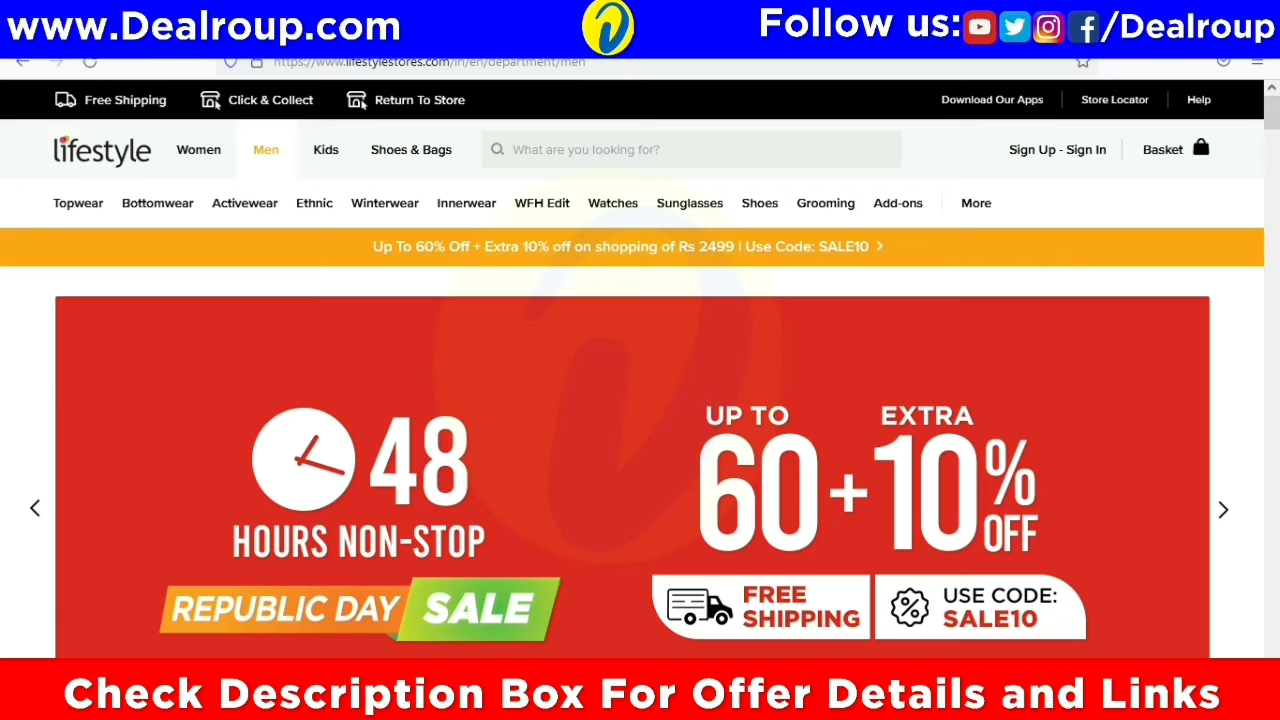 www.Dealroup.com
Follow us: /Dealroup
https://www.lifestylestores.com/in/en/department/men
Free Shipping Click & Collect Return To Store Download Our Apps Store Locator Help
lifestyle Women Men Kids Shoes & Bags What are you looking for? Sign Up - Sign In Basket
Topwear Bottomwear Activewear Ethnic Winterwear Innerwear WFH Edit Watches Sunglasses Shoes Grooming Add-ons More
Up To 60% Off + Extra 10% off on shopping of Rs 2499 | Use Code: SALE10 >
48
HOURS NON-STOP
REPUBLIC DAY SALE
UP TO EXTRA
60+10% OFF
FREE
SHIPPING
USE CODE:
SALE10
Check Description Box For Offer Details and Links